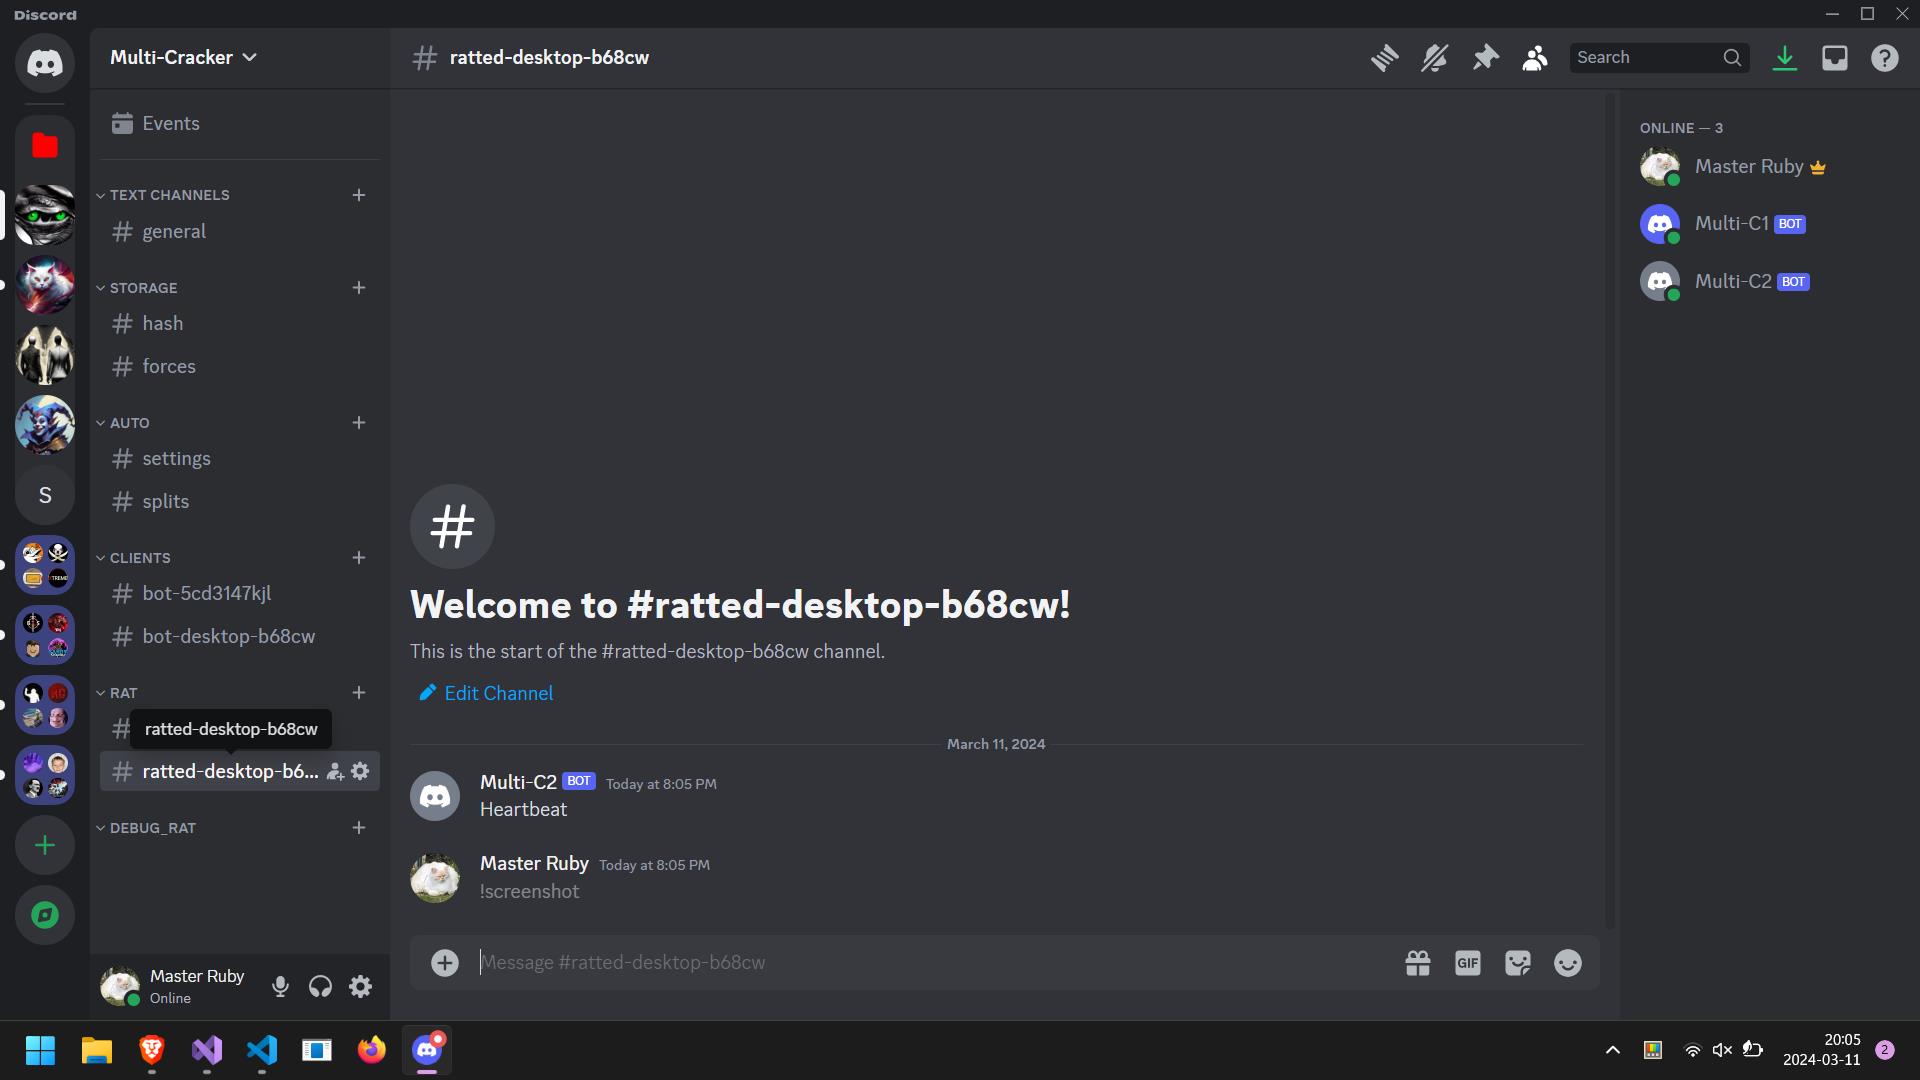 Discord
Multi-Cracker
Events
TEXT CHANNELS
general
STORAGE
hash
forces
AUTO
settings
splits
S
CLIENTS
bot-5cd3147kjl
bot-desktop-b68cw
RAT
ratted-desktop-b68cw
ratted-desktop-b6...
DEBUG_RAT
Master Ruby
Online
ratted-desktop-b68cw
Search
Welcome to #ratted-desktop-b68cw!
This is the start of the #ratted-desktop-b68cw channel.
Edit Channel
March 11, 2024
Multi-C2 BOT Today at 8:05 PM
Heartbeat
Master Ruby Today at 8:05 PM
!screenshot
Message #ratted-desktop-b68cw
GIF
ONLINE — 3
Master Ruby
Multi-C1 BOT
Multi-C2 BOT
20:05
2024-03-11
2